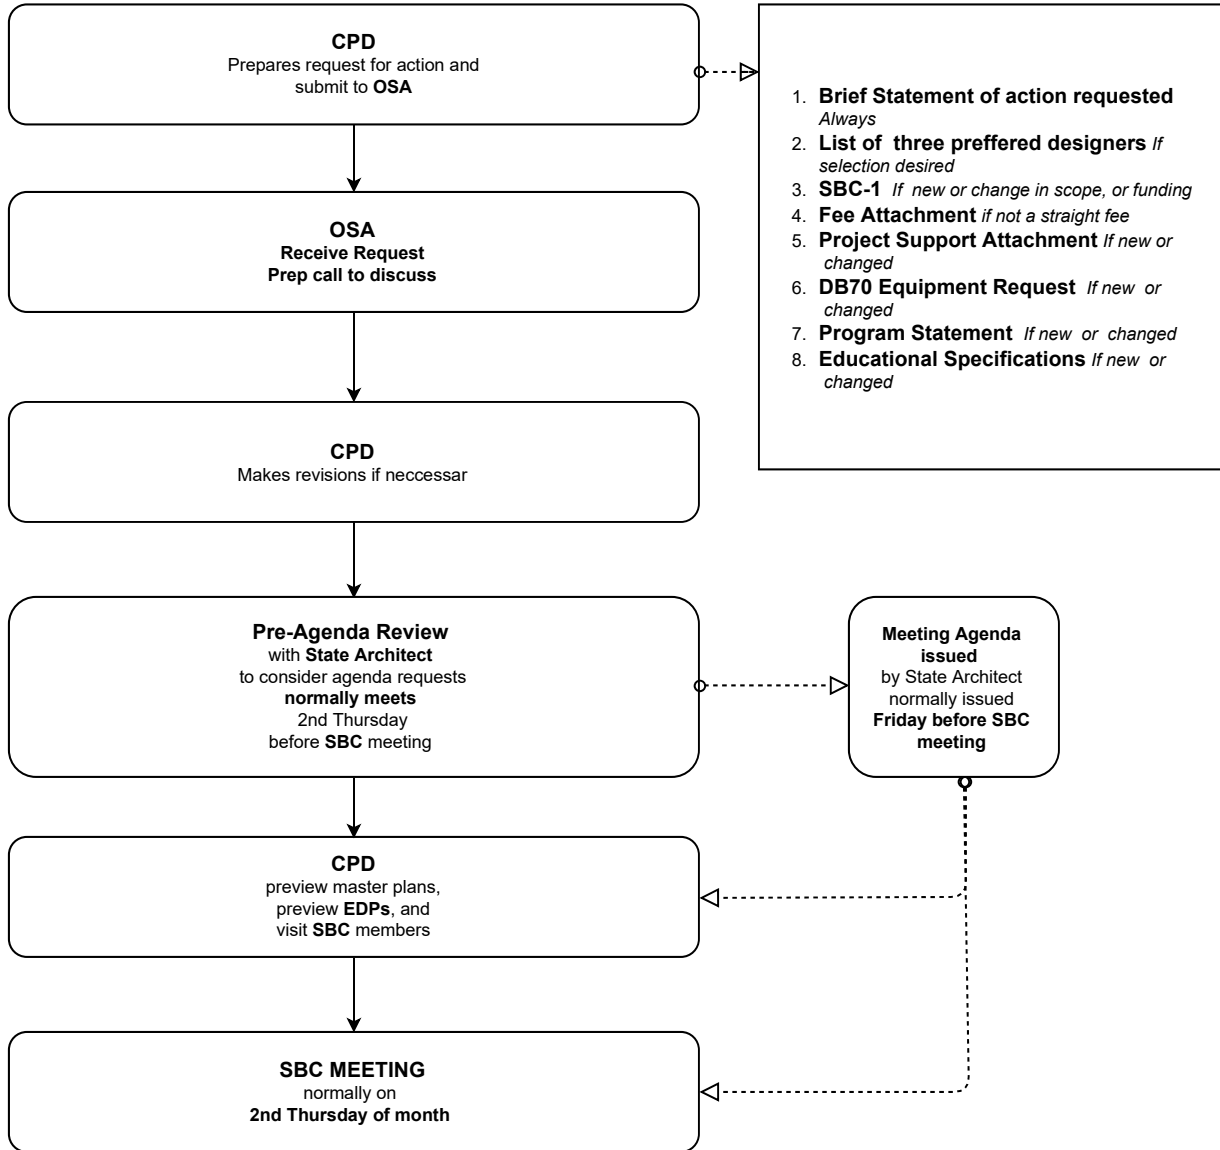 CPD
Prepares request for action and
submit to OSA
1. Brief Statement of action requested
Always
2. List of three preffered designers If
selection desired
3. SBC-1 If new or change in scope, or funding
4. Fee Attachment if not a straight fee
5. Project Support Attachment If new or
changed
6. DB70 Equipment Request If new or
changed
7. Program Statement If new or changed
8. Educational Specifications If new or
changed
OSA
Receive Request
Prep call to discuss
CPD
Makes revisions if neccessar
Pre-Agenda Review
with State Architect
to consider agenda requests
normally meets
2nd Thursday
before SBC meeting
Meeting Agenda
issued
by State Architect
normally issued
Friday before SBC
meeting
CPD
preview master plans,
preview EDPs, and
visit SBC members
SBC MEETING
normally on
2nd Thursday of month